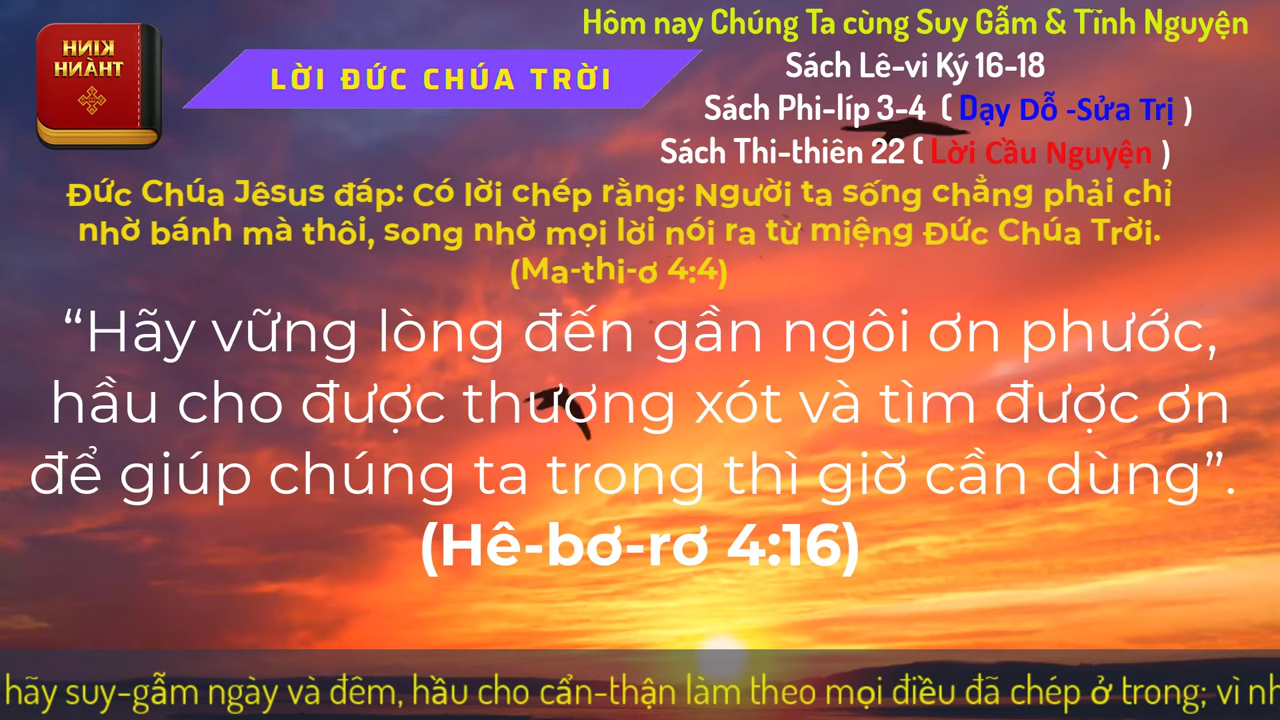 Hôm nay Chúng Ta cùng Suy Gẫm & Tĩnh Nguyện
KINH
THÀNH
LỜI ĐỨC CHÚA TRỜI
Sách Lê-vi Ký 16-18
Sách Phi-líp 3-4 ( Dạy Dỗ -Sửa Trị )
Sách Thi-thiên 22 ( Lời Cầu Nguyện )
Đức Chúa Jêsus đáp: Có lời chép rằng: Người ta sống chẳng phải chỉ
nhờ bánh mà thôi, song nhờ mọi lời nói ra từ miệng Đức Chúa Trời.
(Ma-thi-ơ 4:4)
“Hãy vững lòng đến gần ngôi ơn phước,
hầu cho được thương xót và tìm được ơn
để giúp chúng ta trong thì giờ cần dùng”.
(Hê-bơ-rơ 4:16)
hãy suy-gẫm ngày và đêm, hầu cho cẩn-thận làm theo mọi điều đã chép ở trong; vì nh